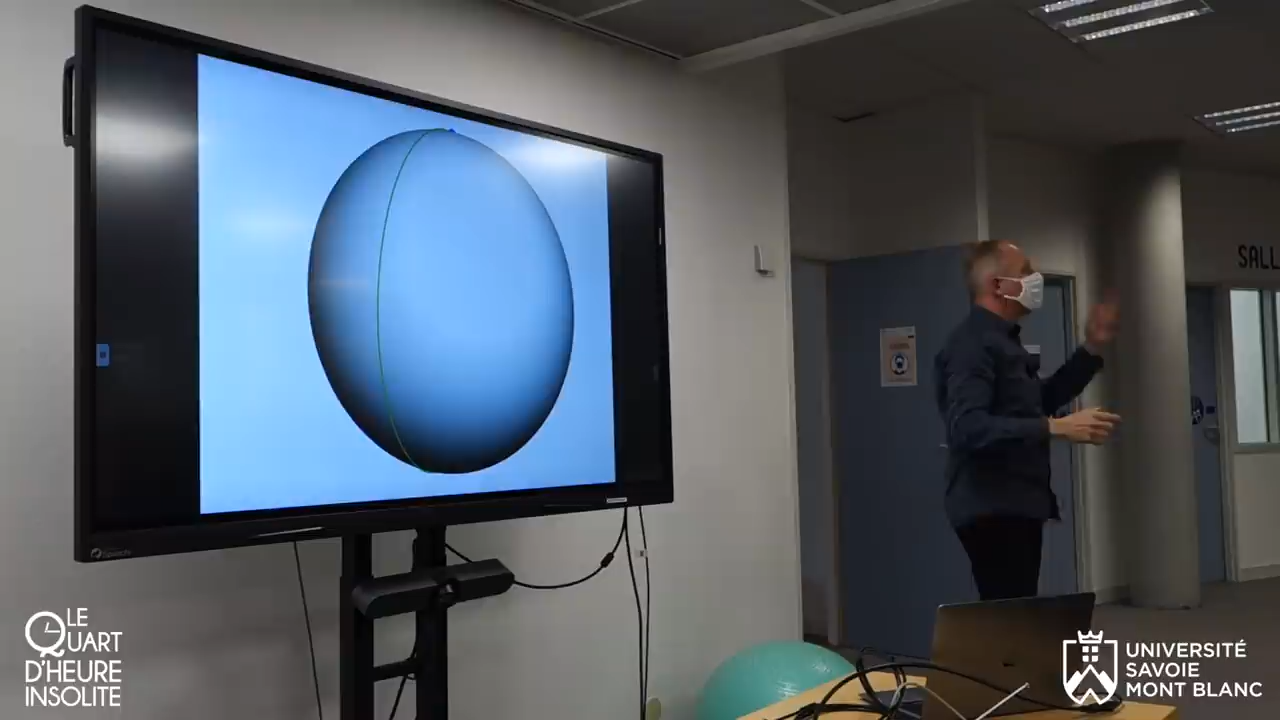 SALL
LE
QUART
D'HEURE
INSOLITE
UNIVERSITÉ
SAVOIE
MONT BLANC